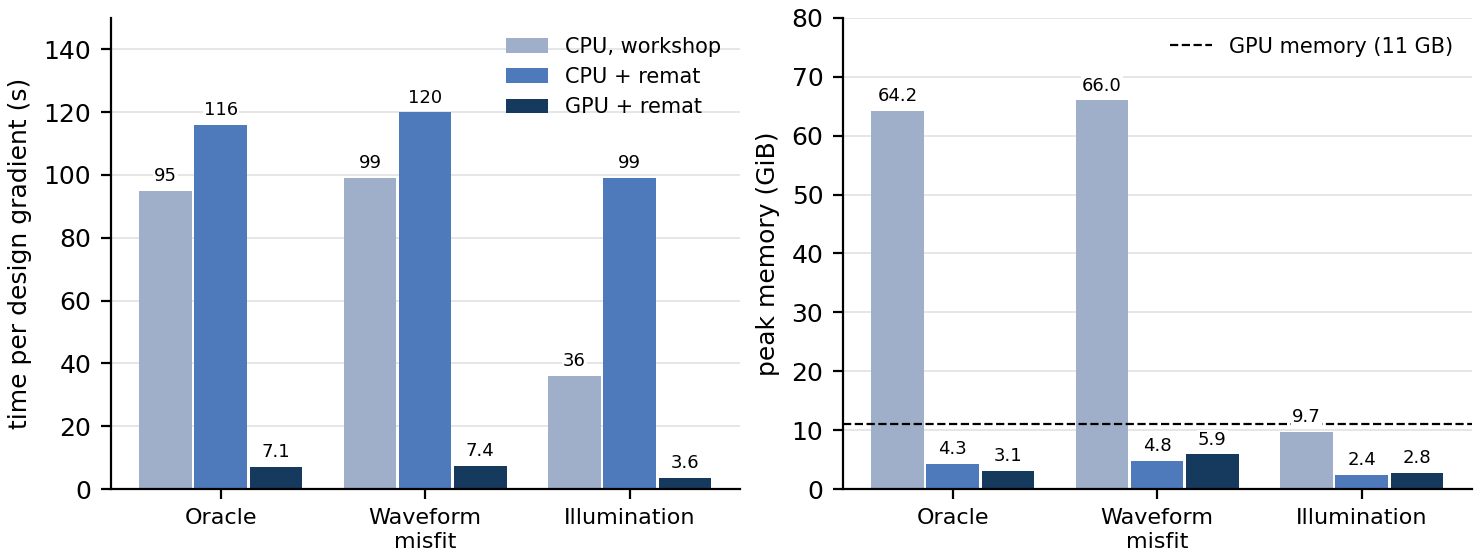 time per design gradient (s)
140
120
100
80
60
40
20
0
CPU, workshop
CPU + remat
GPU + remat
95
116
7.1
99
120
7.4
36
99
3.6
Oracle
Waveform
misfit
Illumination
peak memory (GiB)
80
70
60
50
40
30
20
10
0
GPU memory (11 GB)
64.2
4.3
3.1
66.0
4.8
5.9
9.7
2.4
2.8
Oracle
Waveform
misfit
Illumination